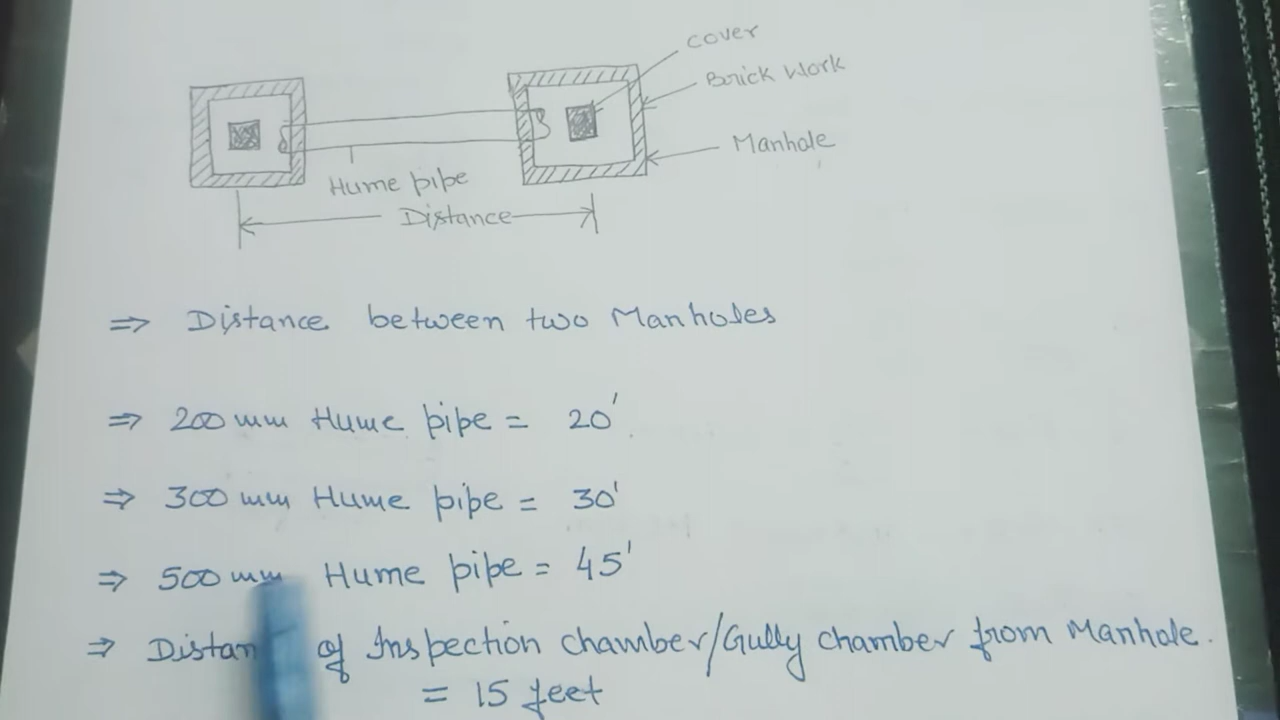 cover
Brick Work
Manhole
Hume pipe
Distance
⇒ Distance between two Manholes
⇒ 200 mm Hume pipe = 20'
⇒ 300 mm Hume pipe = 30'
⇒ 500 mm Hume pipe = 45'
⇒ Distan of Inspection chamber/Gully chamber from Manhole.
= 15 feet